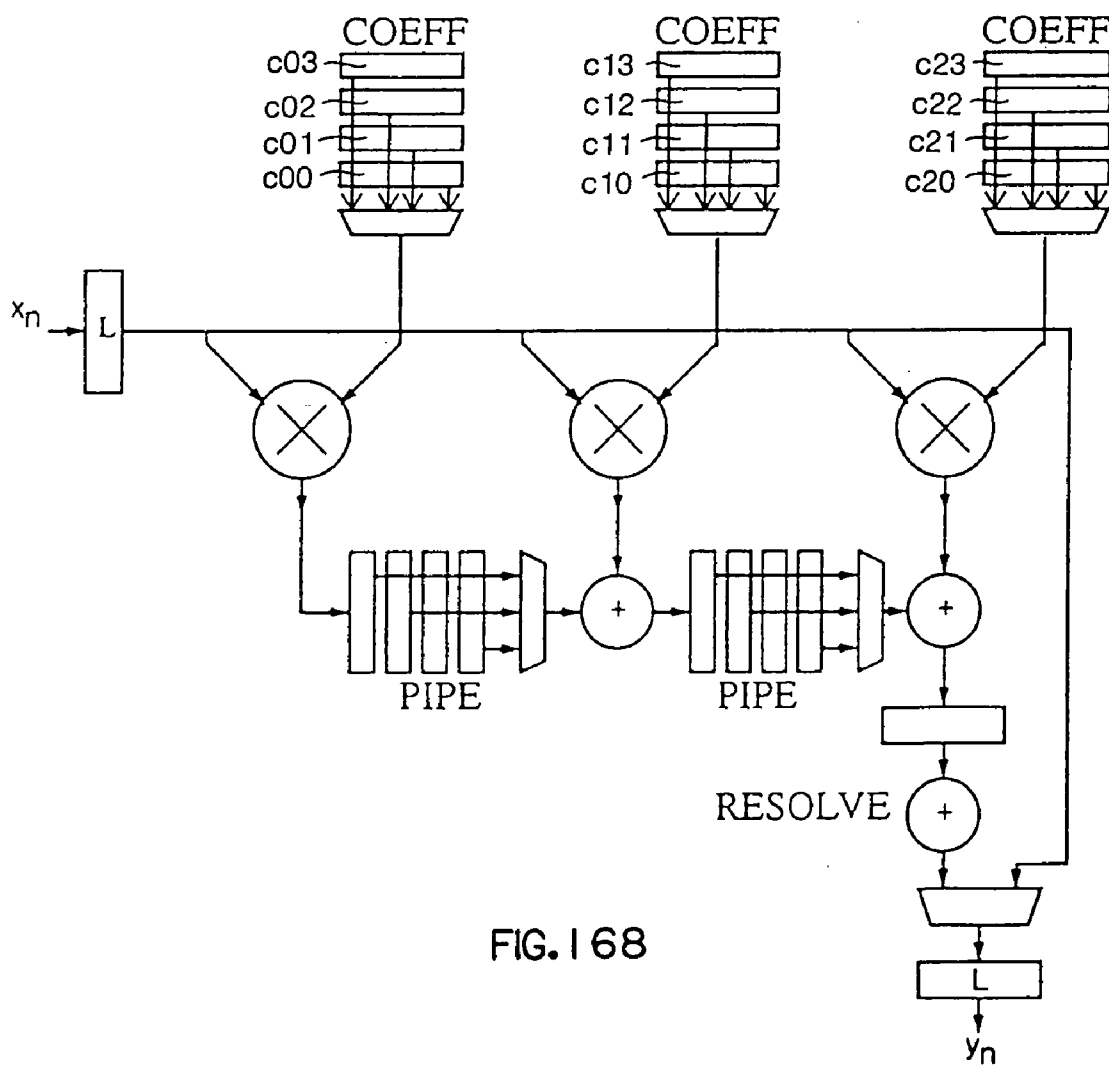 COEFF COEFF COEFF
c03 c13 c23
c02 c12 c22
c01 c11 c21
c00 c10 c20
xn
L
+ +
PIPE PIPE
RESOLVE +
FIG.168
L
yn